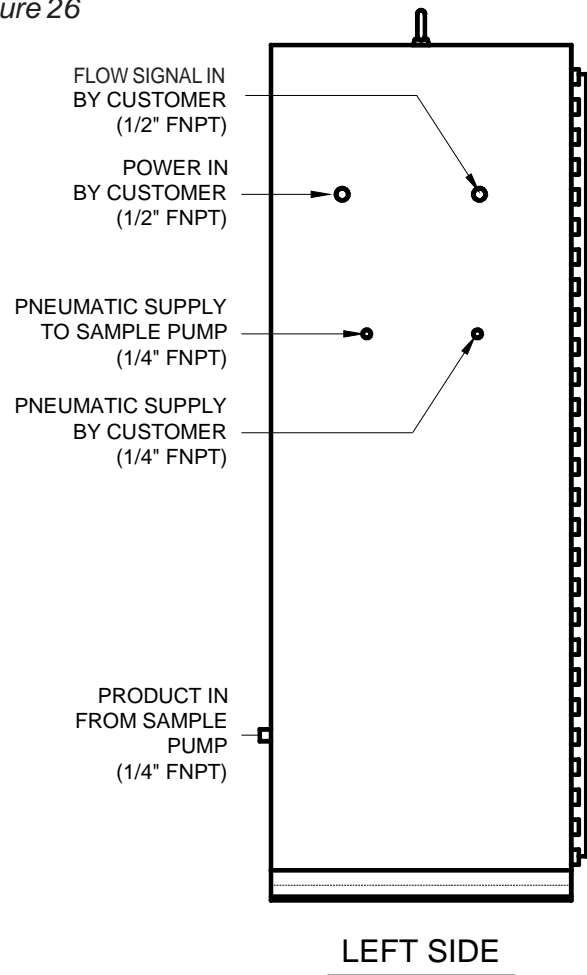 ure 26
FLOW SIGNAL IN
BY CUSTOMER
(1/2" FNPT)
POWER IN
BY CUSTOMER
(1/2" FNPT)
PNEUMATIC SUPPLY
TO SAMPLE PUMP
(1/4" FNPT)
PNEUMATIC SUPPLY
BY CUSTOMER
(1/4" FNPT)
PRODUCT IN
FROM SAMPLE
PUMP
(1/4" FNPT)
LEFT SIDE